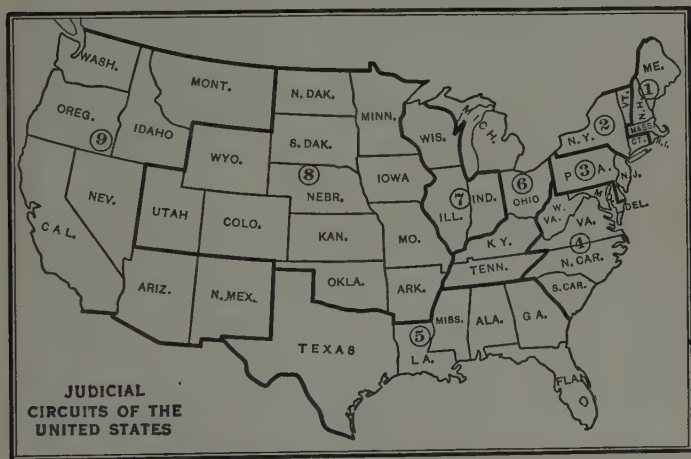 WASH.
MONT.
N. DAK.
MINN.
ME.
VT.
N.H.
1
OREG.
9
IDAHO
WYO.
S. DAK.
8
NEBR.
WIS.
MICH.
N.Y.
2
MASS.
CT.
R.I.
NEV.
CAL.
UTAH
COLO.
IOWA
ILL.
7
IND.
6
OHIO
PA.
3
N.J.
DEL.
KAN.
MO.
KY.
W. VA.
VA.
4
N. CAR.
ARIZ.
N. MEX.
OKLA.
ARK.
TENN.
S. CAR.
TEXAS
5
LA.
MISS.
ALA.
GA.
FLA.
JUDICIAL
CIRCUITS OF THE
UNITED STATES